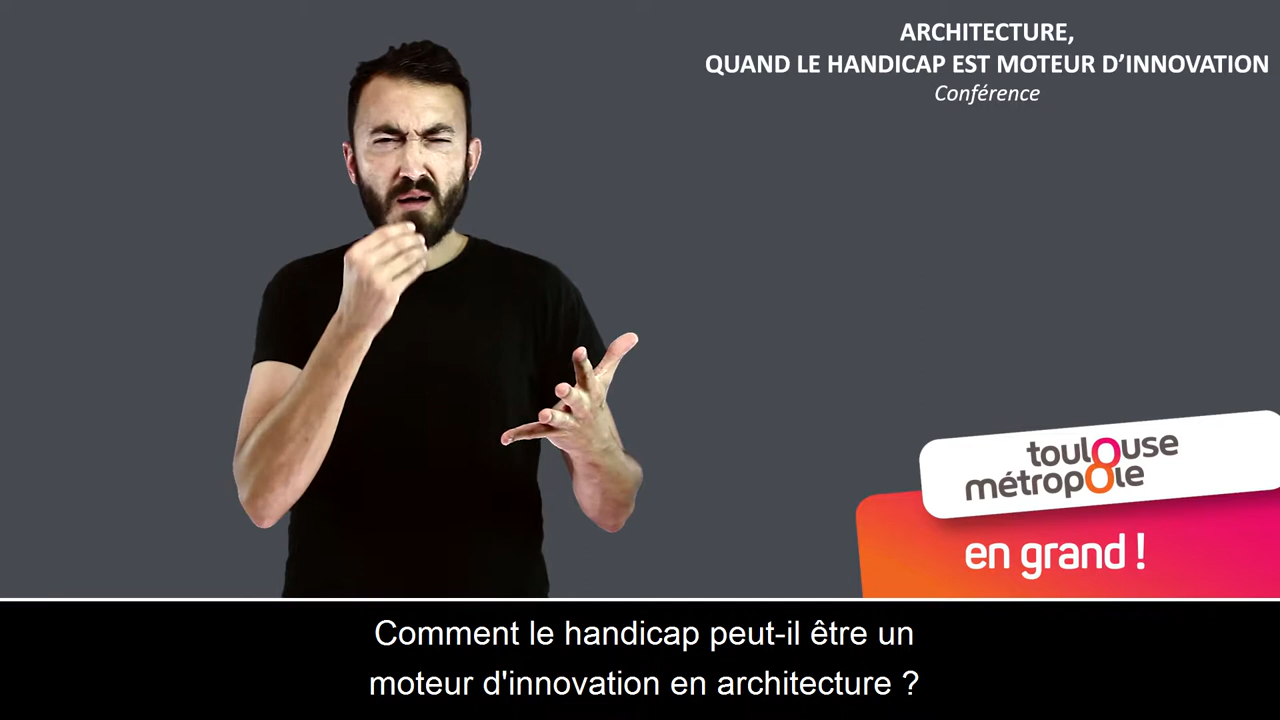 ARCHITECTURE,
QUAND LE HANDICAP EST MOTEUR D’INNOVATION
Conférence
toulouse
métropole
en grand !
Comment le handicap peut-il être un
moteur d'innovation en architecture ?